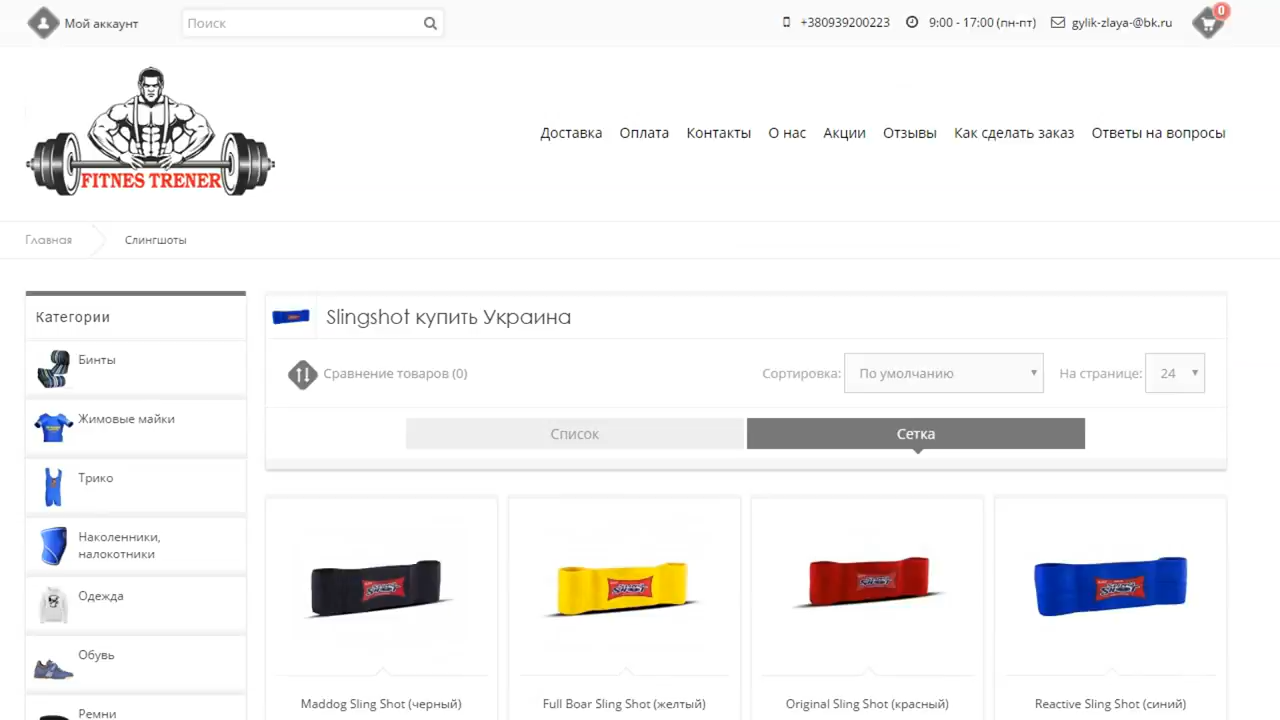 Мой аккаунт
Поиск
+380939200223
9:00 - 17:00 (пн-пт)
gylik-zlaya-@bk.ru
0
FITNES TRENER
Доставка
Оплата
Контакты
О нас
Акции
Отзывы
Как сделать заказ
Ответы на вопросы
Главная
Слингшоты
Категории
Бинты
Жимовые майки
Трико
Наколенники,
налокотники
Одежда
Обувь
Ремни
Slingshot купить Украина
Сравнение товаров (0)
Сортировка:
По умолчанию
На странице:
24
Список
Сетка
Maddog Sling Shot (черный)
Full Boar Sling Shot (желтый)
Original Sling Shot (красный)
Reactive Sling Shot (синий)